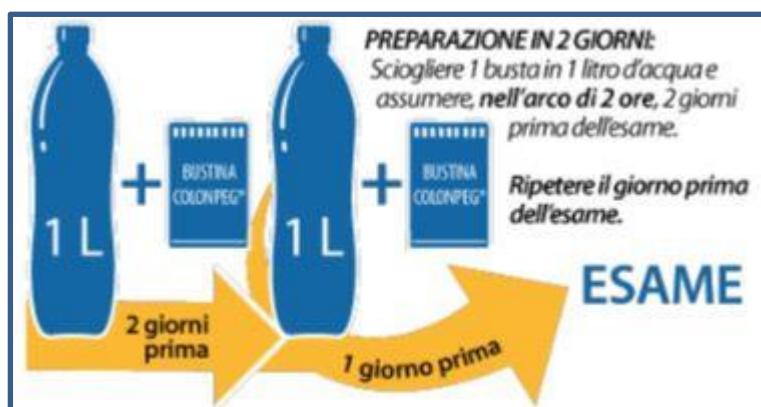 PREPARAZIONE IN 2 GIORNI:
Sciogliere 1 busta in 1 litro d'acqua e
assumere, nell'arco di 2 ore, 2 giorni
prima dell'esame.
Ripetere il giorno prima
dell'esame.
1 L
+
BUSTINA
COLONPEG®
1 L
+
BUSTINA
COLONPEG®
ESAME
2 giorni
prima
1 giorno prima